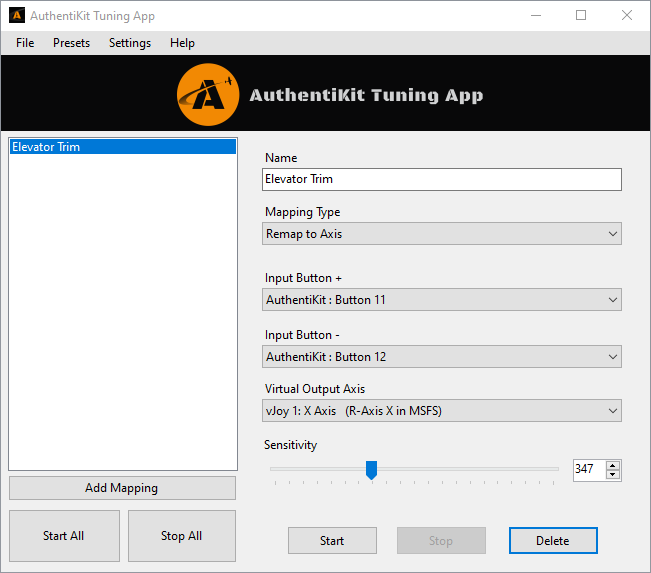 AuthentiKit Tuning App
File Presets Settings Help
A AuthentiKit Tuning App
Elevator Trim
Name
Elevator Trim
Mapping Type
Remap to Axis
Input Button +
AuthentiKit : Button 11
Input Button -
AuthentiKit : Button 12
Virtual Output Axis
vJoy 1: X Axis (R-Axis X in MSFS)
Sensitivity
347
Add Mapping
Start All Stop All
Start Stop Delete